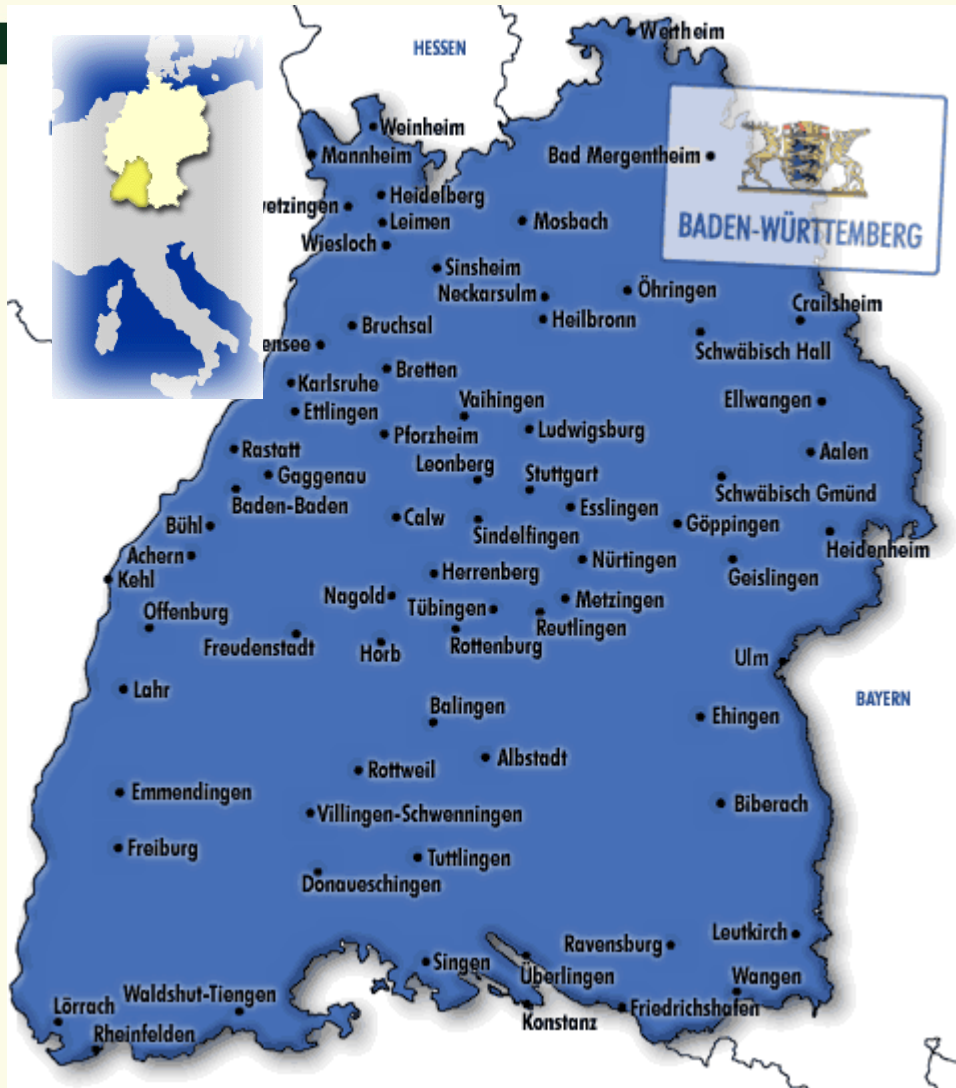 Wertheim
HESSEN
Weinheim
Mannheim
Bad Mergentheim
Heidelberg
Leimen
Mosbach
BADEN-WÜRTTEMBERG
Wiesloch
Sinsheim
Neckarsulm
Öhringen
Crailsheim
Bruchsal
Heilbronn
Schwäbisch Hall
Bretten
Karlsruhe
Vaihingen
Ellwangen
Ettlingen
Pforzheim
Ludwigsburg
Rastatt
Leonberg
Aalen
Gaggenau
Stuttgart
Schwäbisch Gmünd
Baden-Baden
Esslingen
Calw
Bühl
Göppingen
Sindelfingen
Heidenheim
Achern
Nürtingen
Kehl
Herrenberg
Geislingen
Nagold
Metzingen
Offenburg
Tübingen
Reutlingen
Freudenstadt
Horb
Rottenburg
Ulm
Lahr
BAYERN
Balingen
Ehingen
Albstadt
Rottweil
Emmendingen
Biberach
Villingen-Schwenningen
Freiburg
Tuttlingen
Donaueschingen
Leutkirch
Ravensburg
Singen
Überlingen
Wangen
Waldshut-Tiengen
Lörrach
Friedrichshafen
Konstanz
Rheinfelden